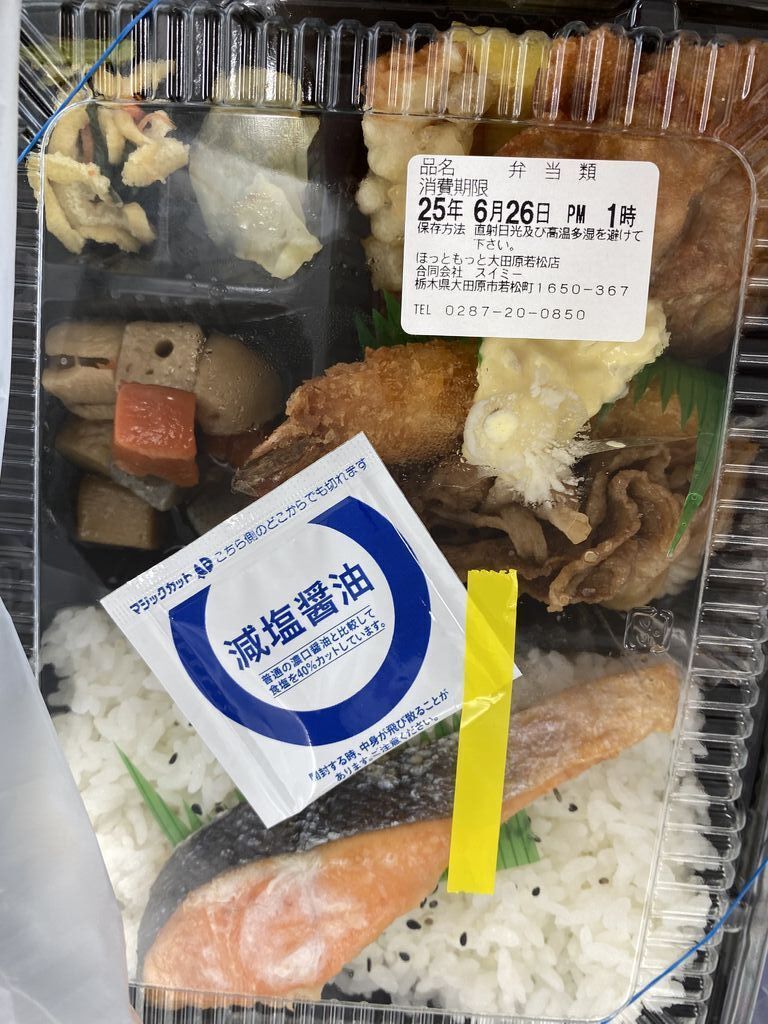 品名 弁当類
消費期限
25年 6月26日 PM 1時
保存方法 直射日光及び高温多湿を避けて
下さい。
ほっともっと大田原若松店
合同会社 スイミー
栃木県大田原市若松町1650-367
TEL 0287-20-0850
マジックカット こちら側のどこからでも切れます
減塩醤油
普通の濃口醤油と比較して
食塩を40%カットしています。
開封する時、中身が飛び散ることが
あります。ご注意ください。